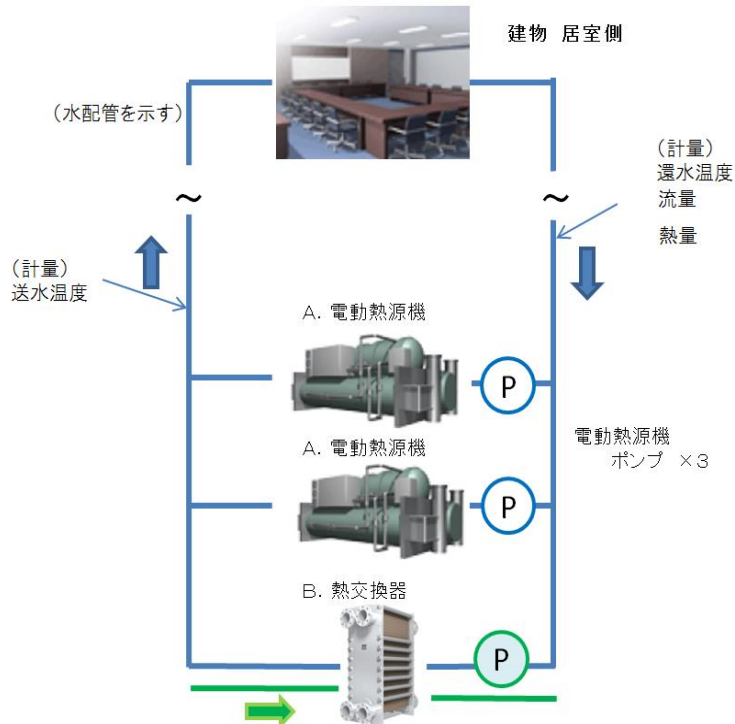 建物 居室側
(水配管を示す)
(計量)
還水温度
流量
熱量
～
～
(計量)
送水温度
A. 電動熱源機
P
A. 電動熱源機
P
電動熱源機
ポンプ ×3
B. 熱交換器
P